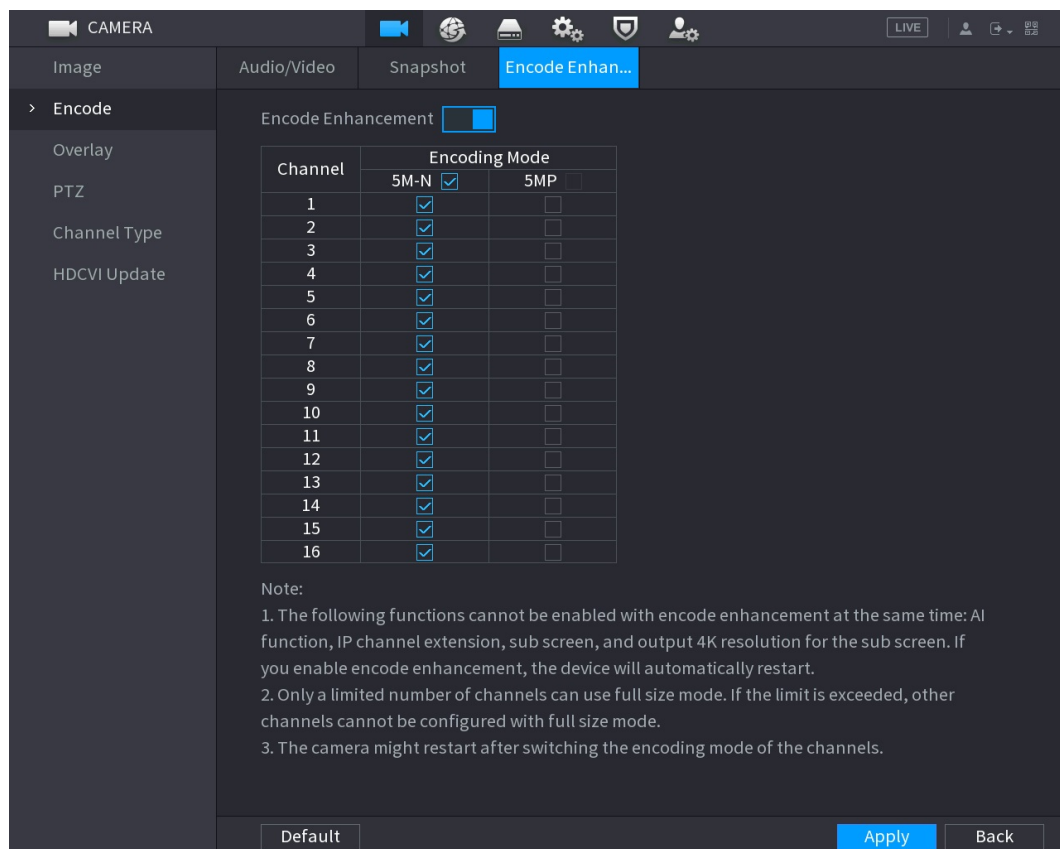 CAMERA
LIVE
Image
Encode
Overlay
PTZ
Channel Type
HDCVI Update
Audio/Video Snapshot Encode Enhan...
Encode Enhancement
Channel Encoding Mode
5M-N 5MP
1
2
3
4
5
6
7
8
9
10
11
12
13
14
15
16
Note:
1. The following functions cannot be enabled with encode enhancement at the same time: AI
function, IP channel extension, sub screen, and output 4K resolution for the sub screen. If
you enable encode enhancement, the device will automatically restart.
2. Only a limited number of channels can use full size mode. If the limit is exceeded, other
channels cannot be configured with full size mode.
3. The camera might restart after switching the encoding mode of the channels.
Default Apply Back